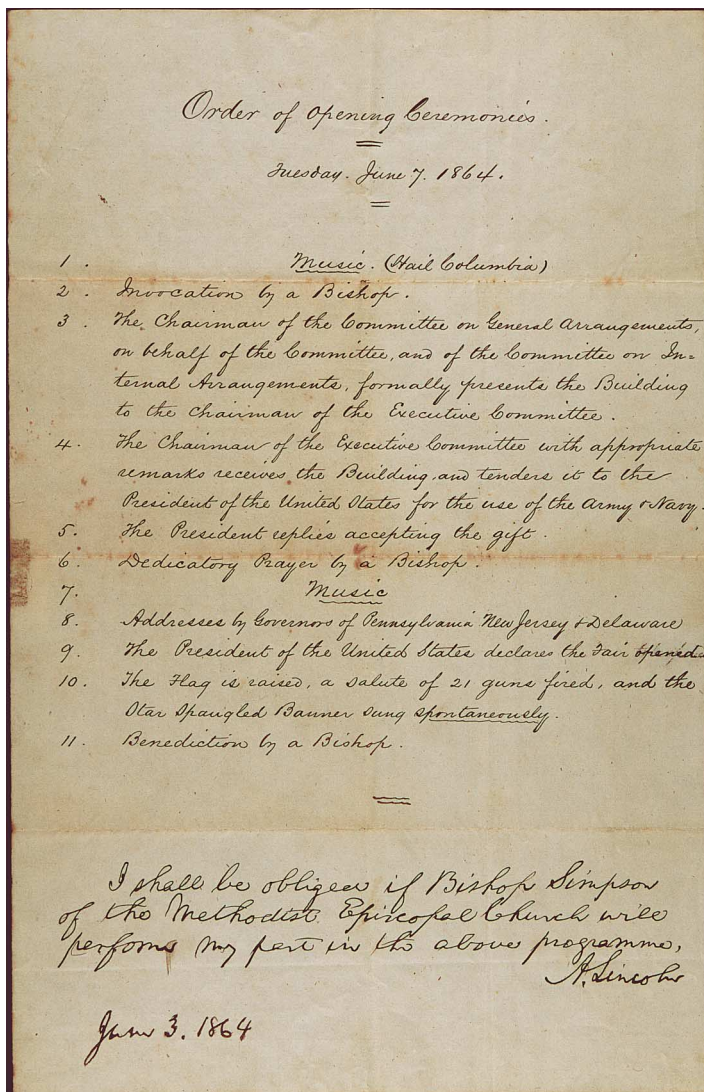 Order of Opening Ceremonies.
Tuesday. June 7. 1864.
1. Music. (Hail Columbia)
2. Invocation by a Bishop.
3. The Chairman of the Committee on General Arrangements,
on behalf of the Committee, and of the Committee on In=
ternal Arrangements, formally presents the Building
to the Chairman of the Executive Committee.
4. The Chairman of the Executive Committee with appropriate
remarks receives the Building, and tenders it to the
President of the United States for the use of the Army & Navy.
5. The President replies accepting the gift.
6. Dedicatory Prayer by a Bishop.
7. Music
8. Addresses by Governors of Pennsylvania New Jersey & Delaware
9. The President of the United States declares the Fair opened
10. The Flag is raised, a salute of 21 guns fired, and the
Star Spangled Banner sung spontaneously.
11. Benediction by a Bishop.
I shall be obliged if Bishop Simpson
of the Methodist Episcopal Church will
perform my part in the above programme.
A. Lincoln
June 3. 1864